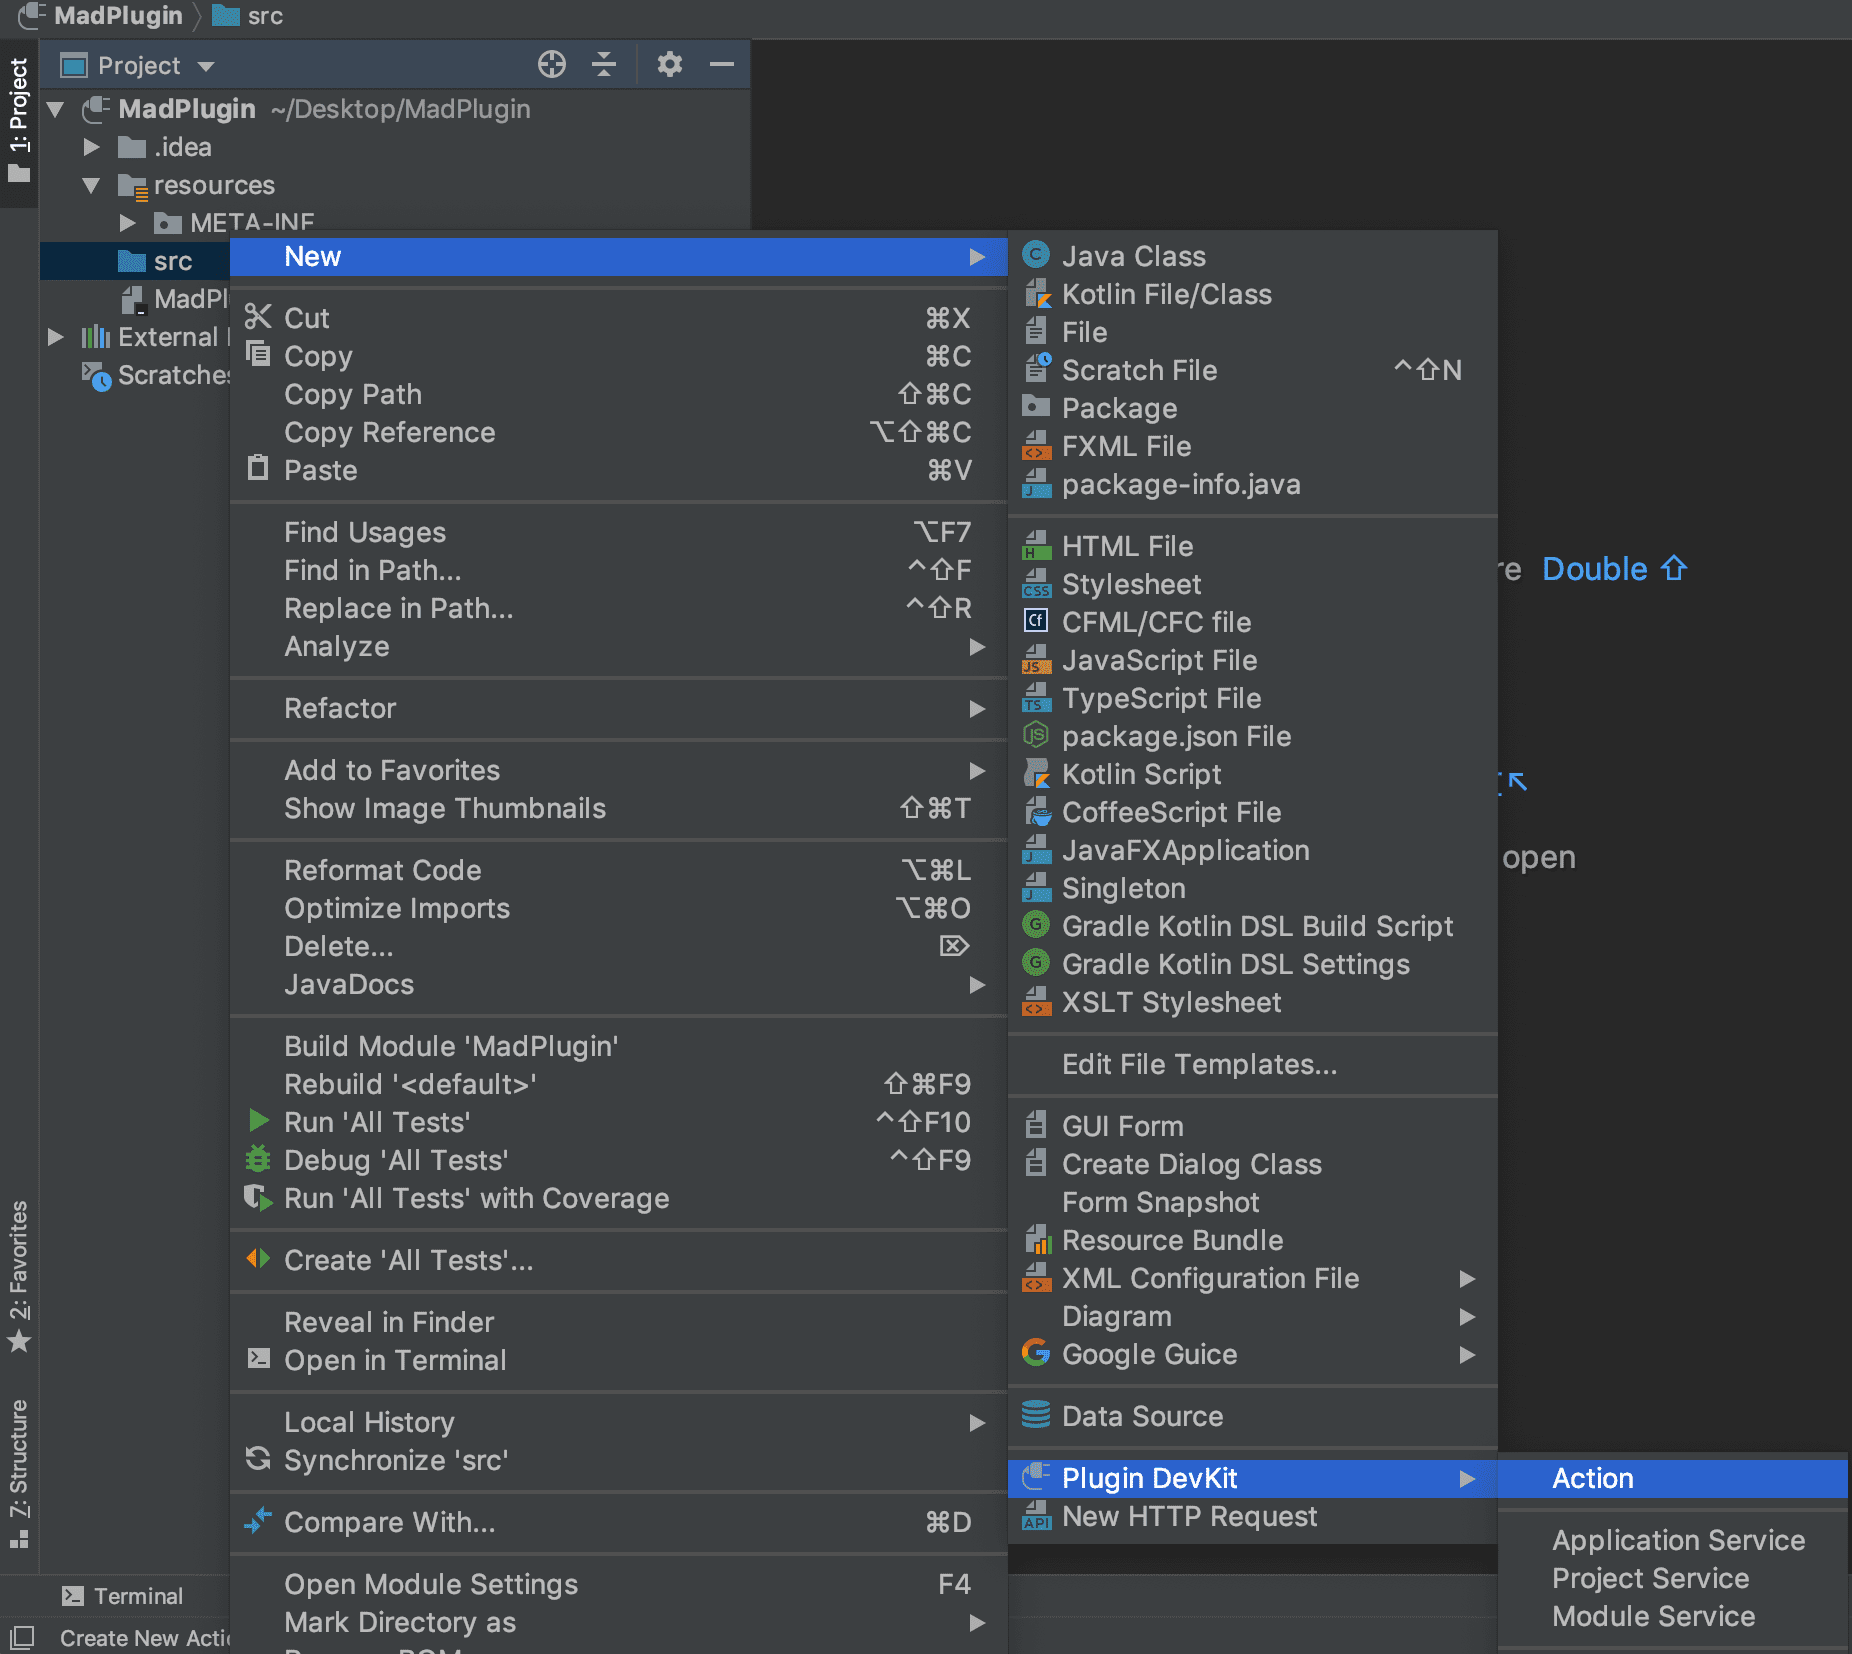 MadPlugin
src
1: Project
Project
MadPlugin ~/Desktop/MadPlugin
.idea
resources
META-INF
src
MadPl
External
Scratches
New
Cut ⌘X
Copy ⌘C
Copy Path ⇧⌘C
Copy Reference ⌥⇧⌘C
Paste ⌘V
Find Usages ⌥F7
Find in Path... ^⇧F
Replace in Path... ^⇧R
Analyze
Refactor
Add to Favorites
Show Image Thumbnails ⇧⌘T
Reformat Code ⌥⌘L
Optimize Imports ⌥⌘O
Delete... ⌦
JavaDocs
Build Module 'MadPlugin'
Rebuild '<default>' ⇧⌘F9
Run 'All Tests' ^⇧F10
Debug 'All Tests' ^⇧F9
Run 'All Tests' with Coverage
Create 'All Tests'...
Reveal in Finder
Open in Terminal
Local History
Synchronize 'src'
Compare With... ⌘D
Open Module Settings F4
Mark Directory as
Java Class
Kotlin File/Class
File
Scratch File ^⇧N
Package
FXML File
package-info.java
HTML File
Stylesheet
CFML/CFC file
JavaScript File
TypeScript File
package.json File
Kotlin Script
CoffeeScript File
JavaFXApplication
Singleton
Gradle Kotlin DSL Build Script
Gradle Kotlin DSL Settings
XSLT Stylesheet
Edit File Templates...
GUI Form
Create Dialog Class
Form Snapshot
Resource Bundle
XML Configuration File
Diagram
Google Guice
Data Source
Plugin DevKit
New HTTP Request
Action
Application Service
Project Service
Module Service
re Double ⇧
open
2: Favorites
7: Structure
Terminal
Create New Actio